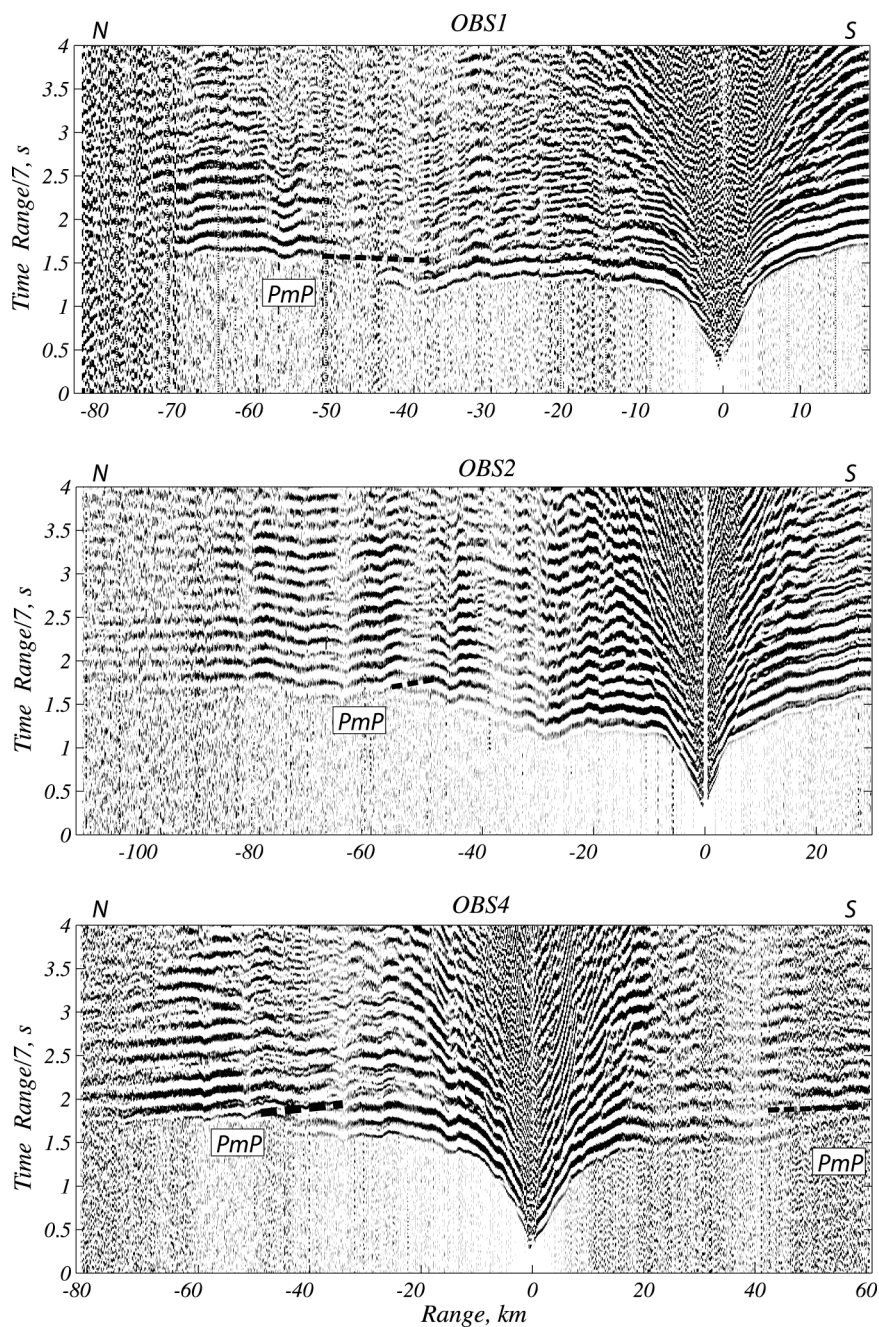 OBS1
N S
4
3.5
3
2.5
2
1.5
1
0.5
0
Time Range/7, s
PmP
-80 -70 -60 -50 -40 -30 -20 -10 0 10
OBS2
N S
4
3.5
3
2.5
2
1.5
1
0.5
0
Time Range/7, s
PmP
-100 -80 -60 -40 -20 0 20
OBS4
N S
4
3.5
3
2.5
2
1.5
1
0.5
0
Time Range/7, s
PmP PmP
-80 -60 -40 -20 0 20 40 60
Range, km